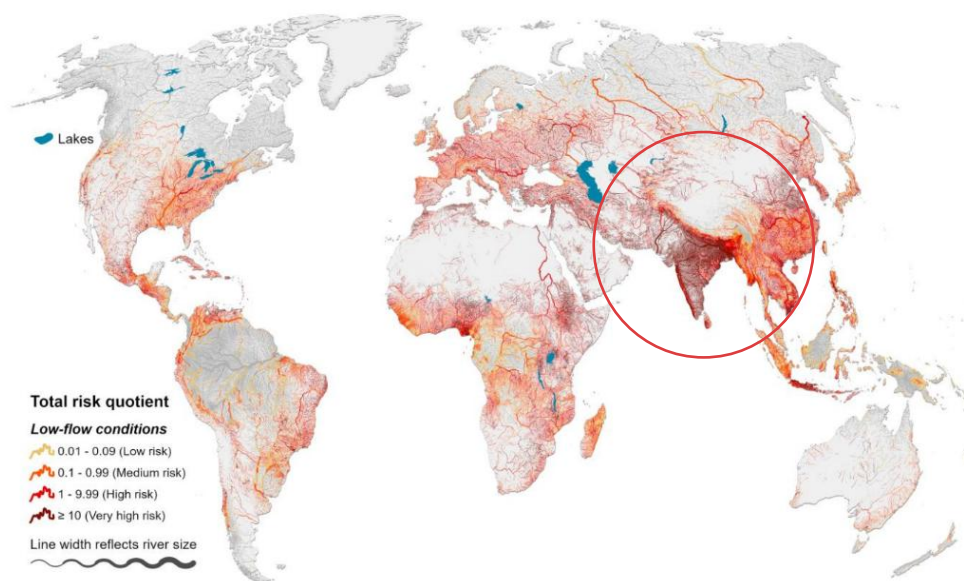 Lakes
Total risk quotient
Low-flow conditions
0.01 - 0.09 (Low risk)
0.1 - 0.99 (Medium risk)
1 - 9.99 (High risk)
≥ 10 (Very high risk)
Line width reflects river size